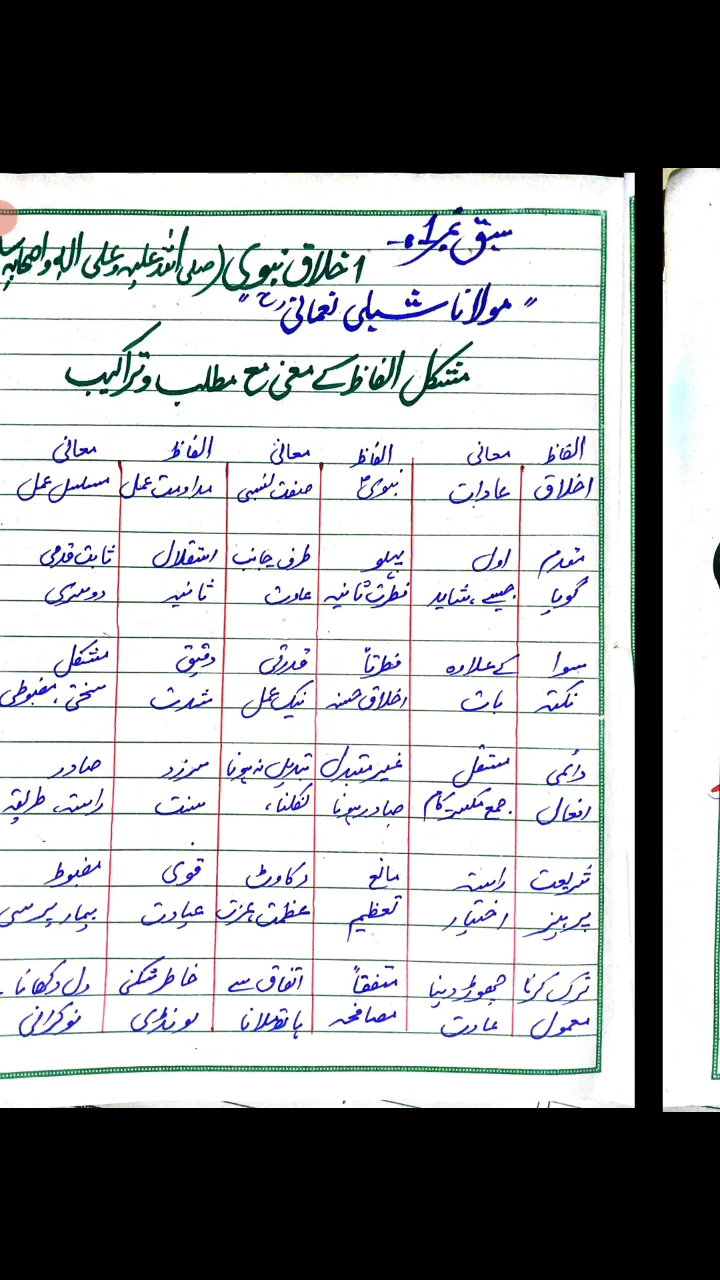 سبق نمبر 1 :-
اخلاق نبوی (صلی اللہ علیہ وعلی آلہ واصحابہ
"مولانا شبلی نعمانیؒ"
مشکل الفاظ کے معنی مع مطلب و تراکیب
الفاظ معانی الفاظ معانی الفاظ معانی
اخلاق عادات نبویؐ صفت نسبی مداومت عمل مسلسل عمل
مقدم اول پہلو طرف، جانب استقلال ثابت قدمی
گویا جیسے، شاید فطرت ثانیہ عادت ثانیہ دوسری
سوا کے علاوہ فطرتاً قدرتی دقیق مشکل
نکتہ بات اخلاق حسنہ نیک عمل شدت سختی، مضبوطی
دائمی مستقل غیر متبدل تبدیل نہ ہونا سرزد صادر
افعال جمع کام صادر ہونا نکلنا، سنت راستہ، طریقہ
شریعت راستہ مانع رکاوٹ قوی مضبوط
پرہیز اختیار تعظیم عظمت، عزت عیادت بیمار پرسی
ترک کرنا چھوڑ دینا متفقاً اتفاق سے خاطر شکنی دل دکھانا
معمول عادت مصافحہ ہاتھ ملانا لونڈی نوکرانی